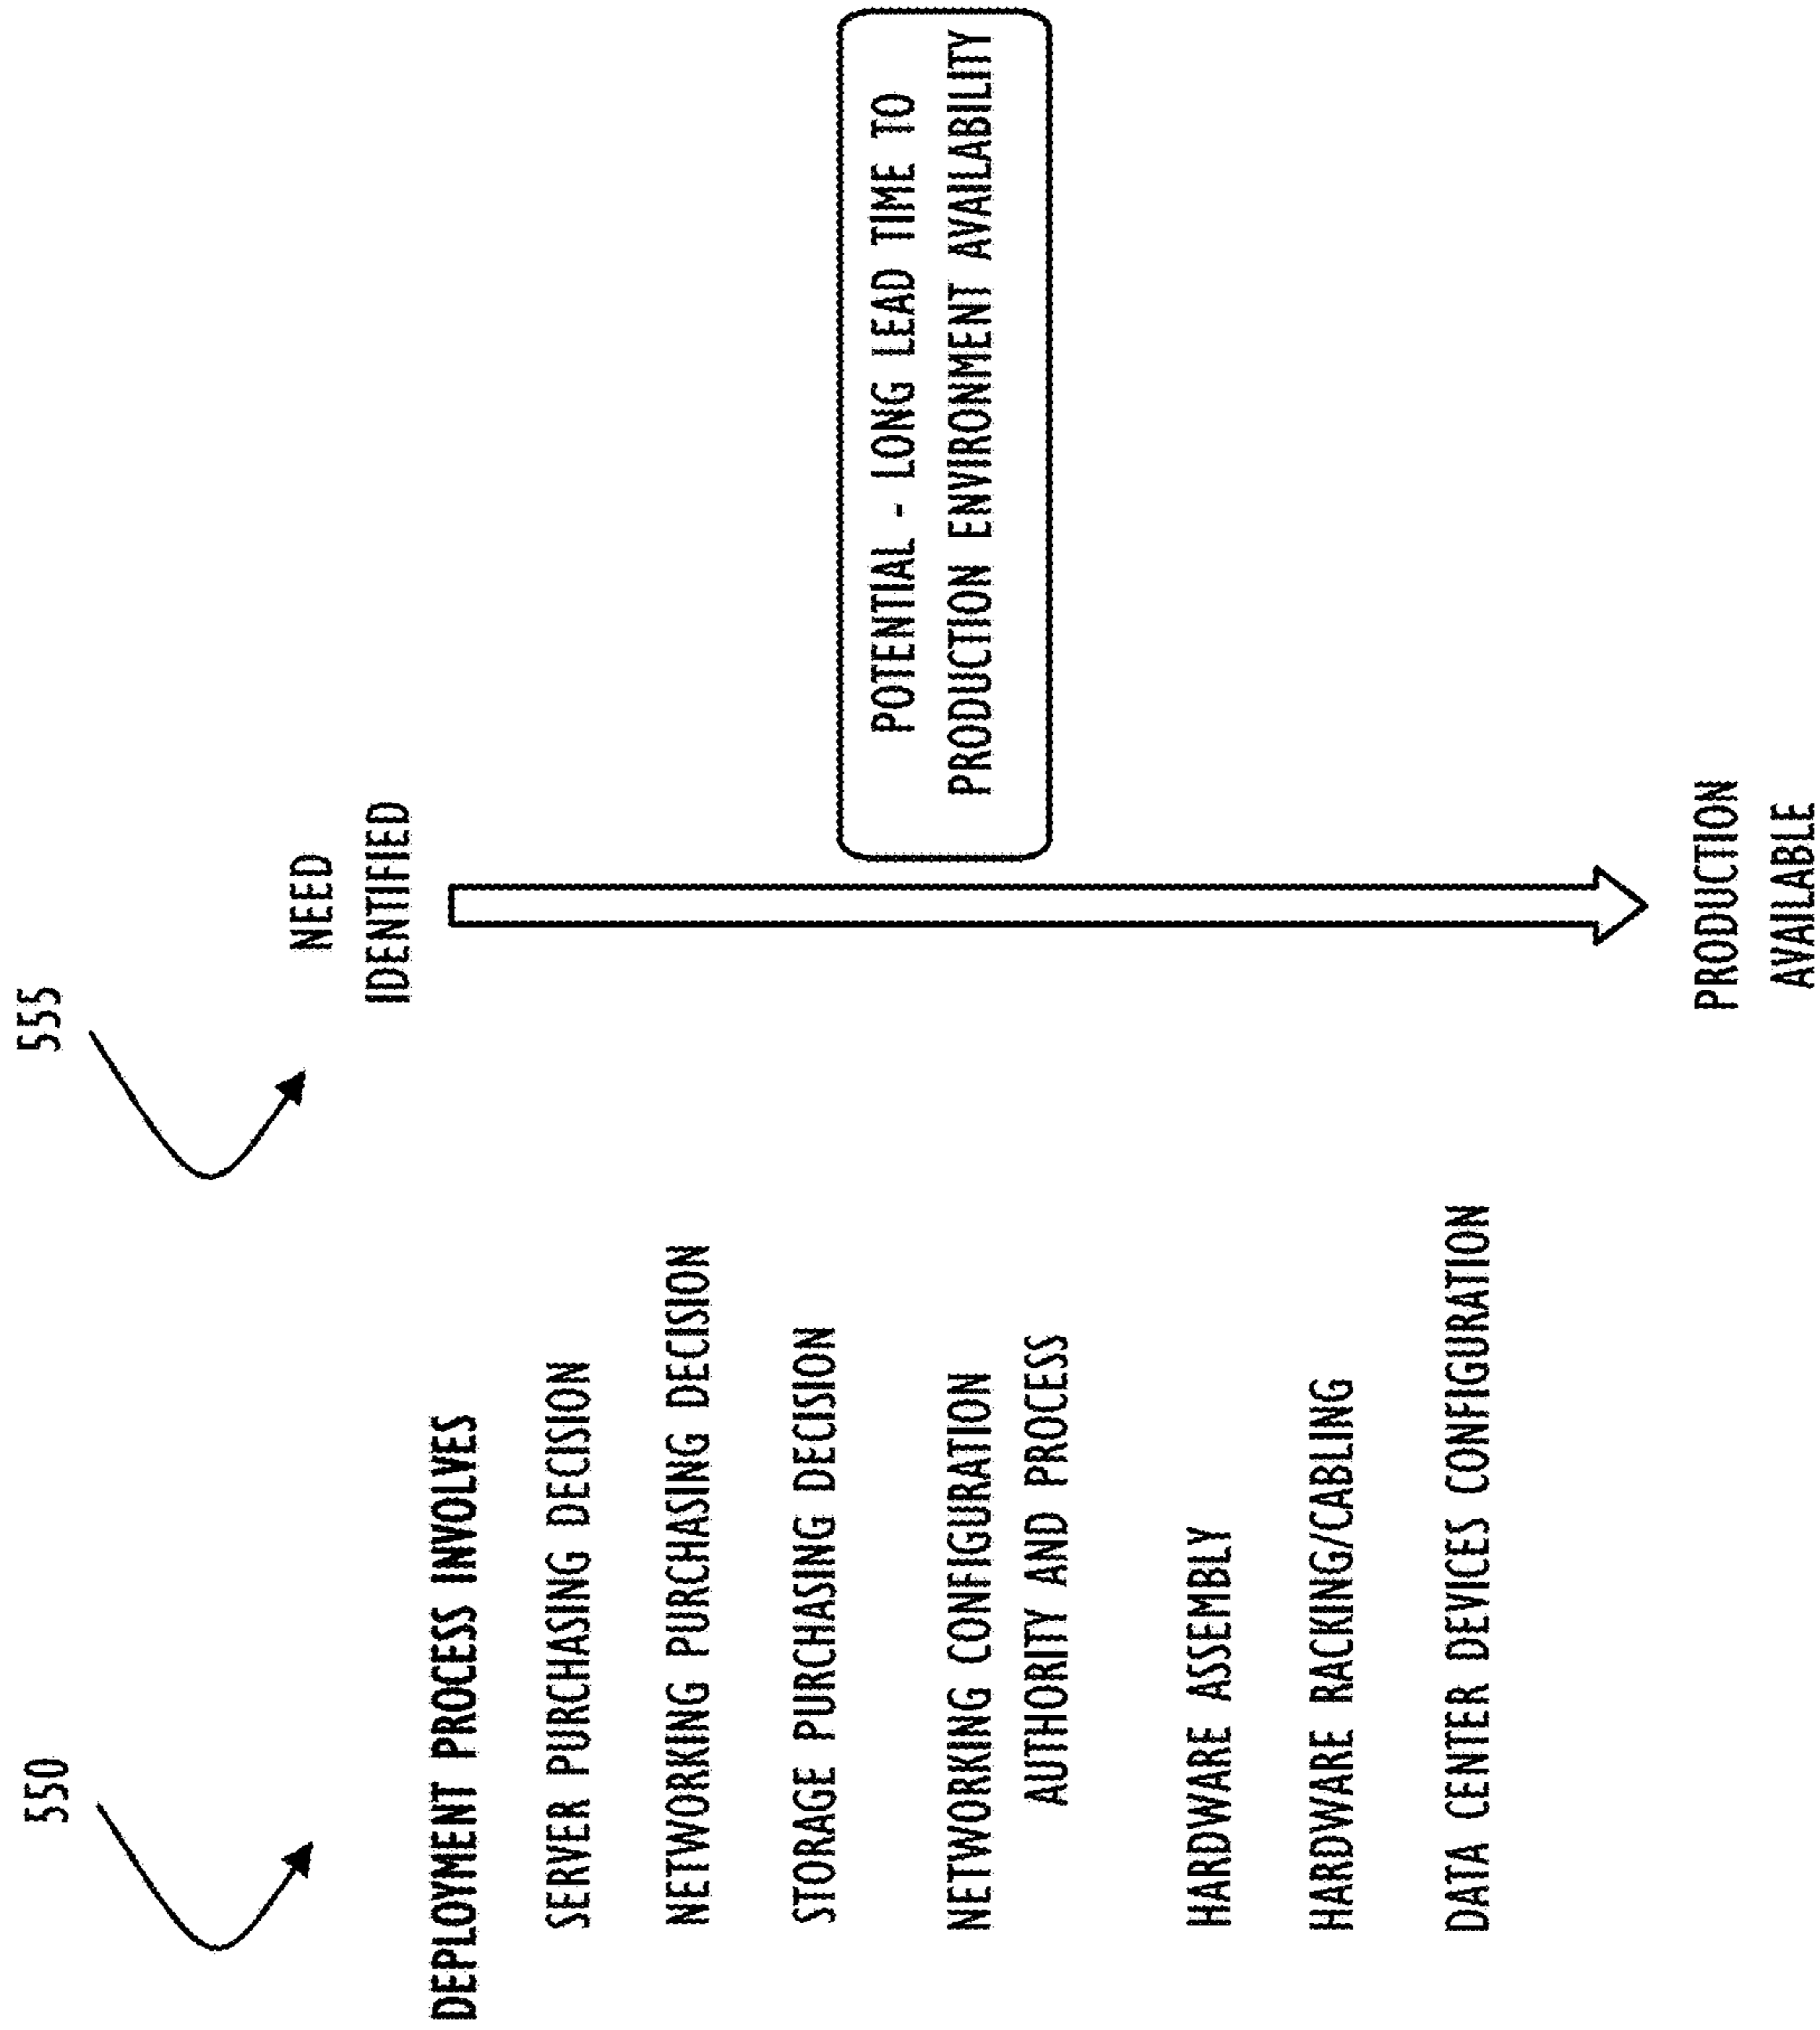 550
DEPLOYMENT PROCESS INVOLVES
SERVER PURCHASING DECISION
NETWORKING PURCHASING DECISION
STORAGE PURCHASING DECISION
NETWORKING CONFIGURATION
AUTHORITY AND PROCESS
HARDWARE ASSEMBLY
HARDWARE RACKING/CABLING
DATA CENTER DEVICES CONFIGURATION
555
NEED
IDENTIFIED
POTENTIAL - LONG LEAD TIME TO
PRODUCTION ENVIRONMENT AVAILABILITY
PRODUCTION
AVAILABLE